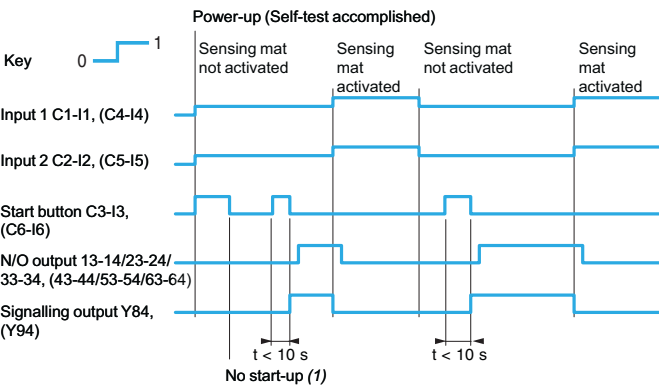 Power-up (Self-test accomplished)
Key
0
1
Sensing mat
not activated
Sensing
mat
activated
Sensing mat
not activated
Sensing
mat
activated
Input 1 C1-I1, (C4-I4)
Input 2 C2-I2, (C5-I5)
Start button C3-I3,
(C6-I6)
N/O output 13-14/23-24/
33-34, (43-44/53-54/63-64)
Signalling output Y84,
(Y94)
t < 10 s
t < 10 s
No start-up (1)